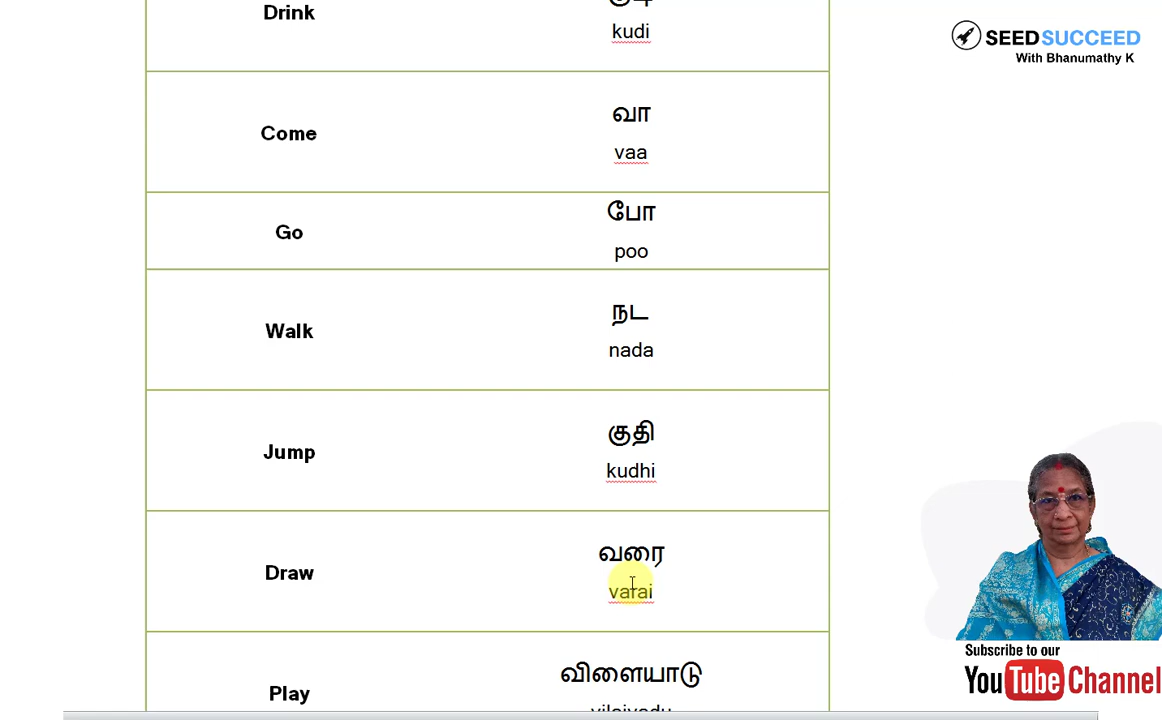 Drink
kudi
SEEDSUCCEED
With Bhanumathy K
Come
வா
vaa
Go
போ
poo
Walk
நட
nada
Jump
குதி
kudhi
Draw
வரை
varai
Play
விளையாடு
Subscribe to our
YouTube Channel